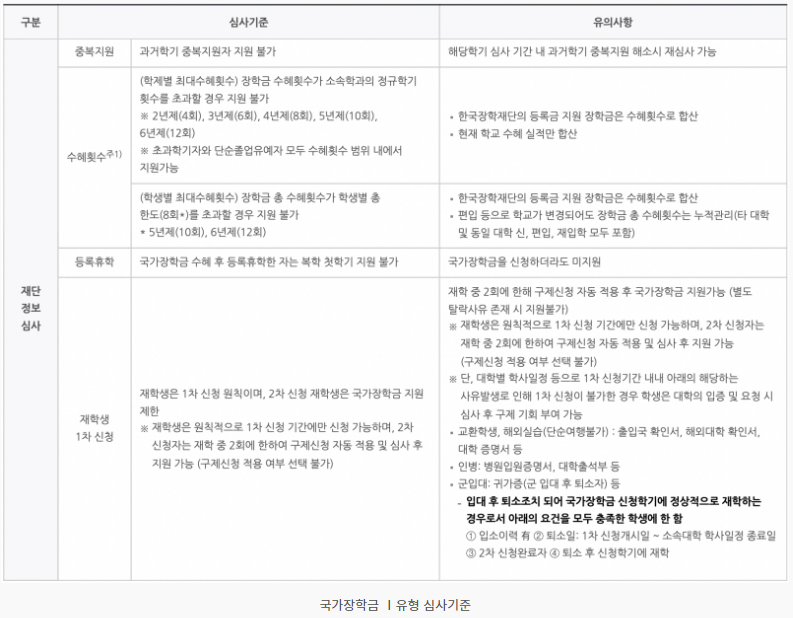 구분 심사기준 유의사항
재단
정보
심사
중복지원 과거학기 중복지원자 지원 불가 해당학기 심사 기간 내 과거학기 중복지원 해소시 재심사 가능
수혜횟수주1)
(학제별 최대수혜횟수) 장학금 수혜횟수가 소속학과의 정규학기
횟수를 초과할 경우 지원 불가
※ 2년제(4회), 3년제(6회), 4년제(8회), 5년제(10회),
6년제(12회)
※ 초과학기자와 단순졸업유예자 모두 수혜횟수 범위 내에서
지원가능
• 한국장학재단의 등록금 지원 장학금은 수혜횟수로 합산
• 현재 학교 수혜 실적만 합산
(학생별 최대수혜횟수) 장학금 총 수혜횟수가 학생별 총
한도(8회*)를 초과할 경우 지원 불가
* 5년제(10회), 6년제(12회)
• 한국장학재단의 등록금 지원 장학금은 수혜횟수로 합산
• 편입 등으로 학교가 변경되어도 장학금 총 수혜횟수는 누적관리(타 대학
및 동일 대학 신, 편입, 재입학 모두 포함)
등록휴학 국가장학금 수혜 후 등록휴학한 자는 복학 첫학기 지원 불가 국가장학금을 신청하더라도 미지원
재학생
1차 신청
재학생은 1차 신청 원칙이며, 2차 신청 재학생은 국가장학금 지원
제한
※ 재학생은 원칙적으로 1차 신청 기간에만 신청 가능하며, 2차
신청자는 재학 중 2회에 한하여 구제신청 자동 적용 및 심사 후
지원 가능 (구제신청 적용 여부 선택 불가)
재학 중 2회에 한해 구제신청 자동 적용 후 국가장학금 지원가능 (별도
탈락사유 존재 시 지원불가)
※ 재학생은 원칙적으로 1차 신청 기간에만 신청 가능하며, 2차 신청자는
재학 중 2회에 한하여 구제신청 자동 적용 및 심사 후 지원 가능
(구제신청 적용 여부 선택 불가)
※ 단, 대학별 학사일정 등으로 1차 신청기간 내내 아래의 해당하는
사유발생로 인해 1차 신청이 불가한 경우 학생은 대학의 입증 및 요청 시
심사 후 구제 기회 부여 가능
• 교환학생, 해외실습(단순여행불가) : 출입국 확인서, 해외대학 확인서,
대학 증명서 등
• 인병: 병원입원증명서, 대학출석부 등
• 군입대: 귀가증(군 입대 후 퇴소자) 등
- 입대 후 퇴소조치 되어 국가장학금 신청학기에 정상적으로 재학하는
경우로서 아래의 요건을 모두 충족한 학생에 한 함
① 입소이력 有 ② 퇴소일: 1차 신청개시일 ~ 소속대학 학사일정 종료일
③ 2차 신청완료자 ④ 퇴소 후 신청학기에 재학
국가장학금 Ⅰ유형 심사기준